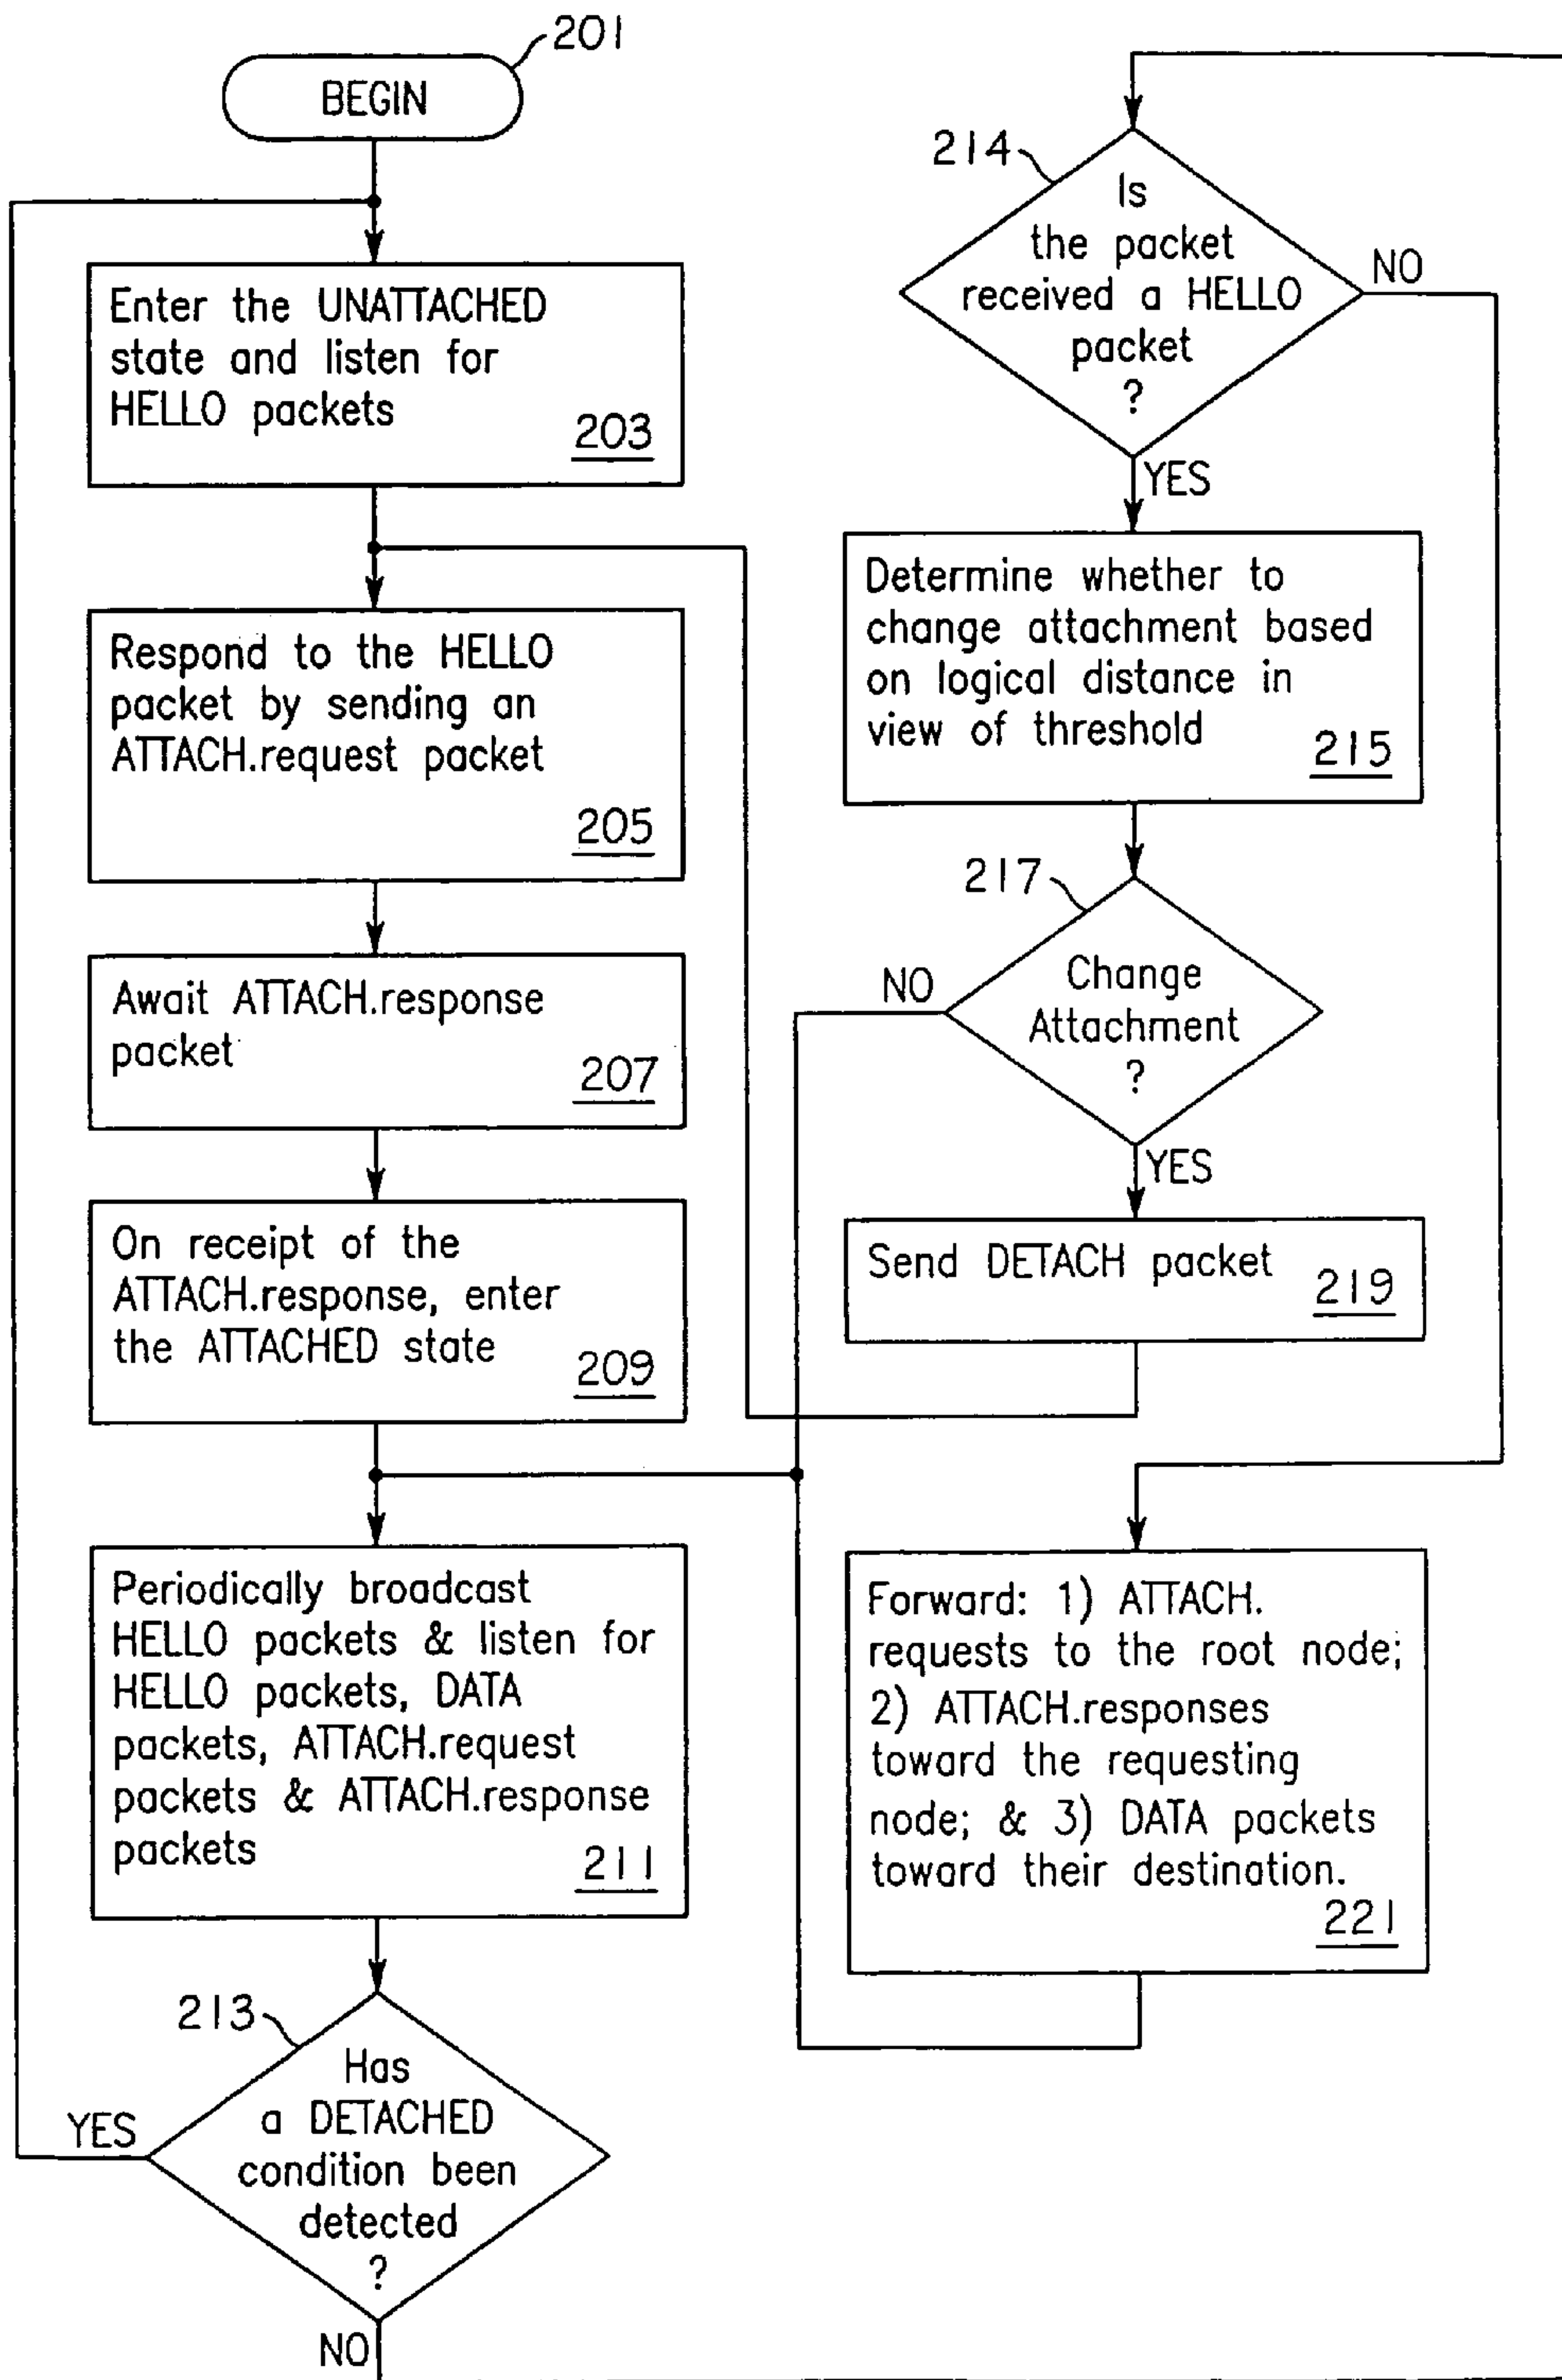 201
BEGIN
Enter the UNATTACHED
state and listen for
HELLO packets
203
Respond to the HELLO
packet by sending an
ATTACH.request packet
205
Await ATTACH.response
packet
207
On receipt of the
ATTACH.response, enter
the ATTACHED state
209
Periodically broadcast
HELLO packets & listen for
HELLO packets, DATA
packets, ATTACH.request
packets & ATTACH.response
packets
211
213
Has
a DETACHED
condition been
detected
?
YES
NO
214
Is
the packet
received a HELLO
packet
?
NO
YES
Determine whether to
change attachment based
on logical distance in
view of threshold
215
217
Change
Attachment
?
NO
YES
Send DETACH packet
219
Forward: 1) ATTACH.
requests to the root node;
2) ATTACH.responses
toward the requesting
node; & 3) DATA packets
toward their destination.
221